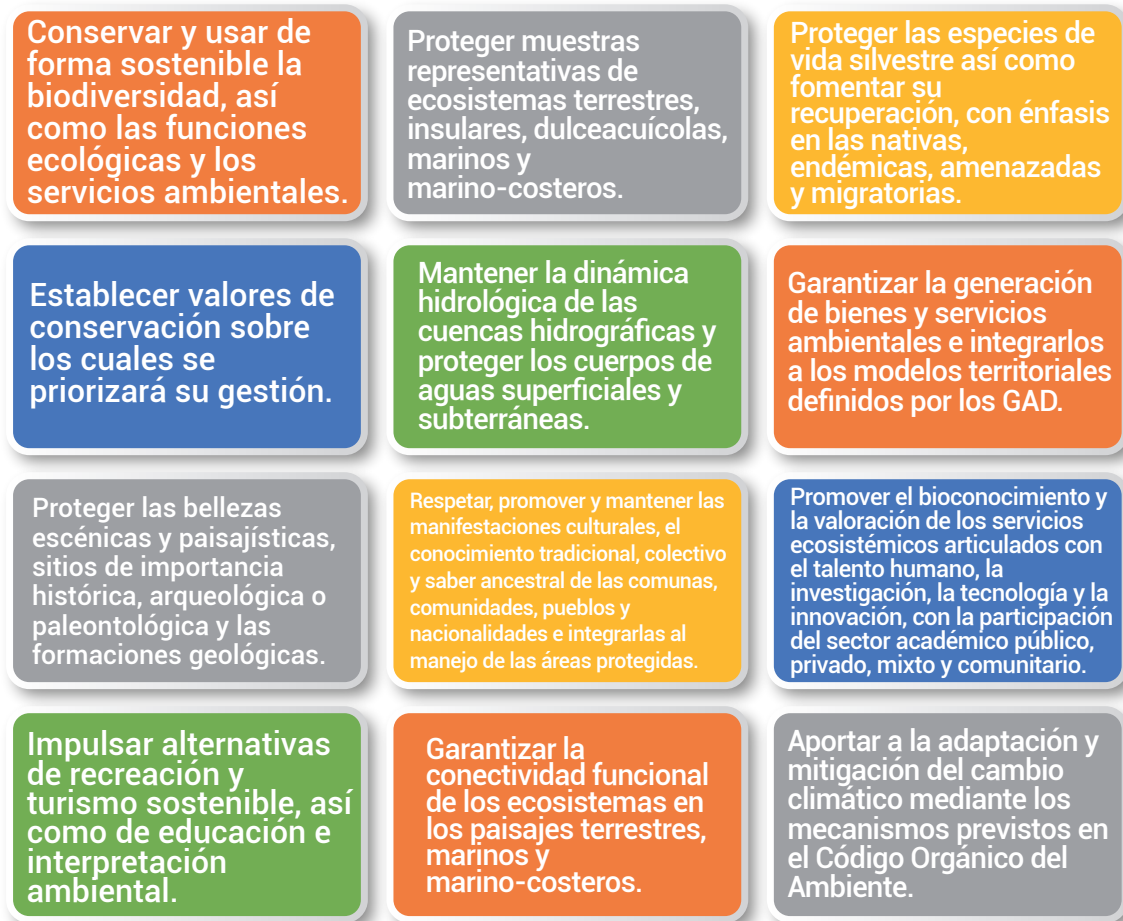 Conservar y usar de
forma sostenible la
biodiversidad, así
como las funciones
ecológicas y los
servicios ambientales.
Proteger muestras
representativas de
ecosistemas terrestres,
insulares, dulceacuícolas,
marinos y
marino-costeros.
Proteger las especies de
vida silvestre así como
fomentar su
recuperación, con énfasis
en las nativas,
endémicas, amenazadas
y migratorias.
Establecer valores de
conservación sobre
los cuales se
priorizará su gestión.
Mantener la dinámica
hidrológica de las
cuencas hidrográficas y
proteger los cuerpos de
aguas superficiales y
subterráneas.
Garantizar la generación
de bienes y servicios
ambientales e integrarlos
a los modelos territoriales
definidos por los GAD.
Proteger las bellezas
escénicas y paisajísticas,
sitios de importancia
histórica, arqueológica o
paleontológica y las
formaciones geológicas.
Respetar, promover y mantener las
manifestaciones culturales, el
conocimiento tradicional, colectivo
y saber ancestral de las comunas,
comunidades, pueblos y
nacionalidades e integrarlas al
manejo de las áreas protegidas.
Promover el bioconocimiento y
la valoración de los servicios
ecosistémicos articulados con
el talento humano, la
investigación, la tecnología y la
innovación, con la participación
del sector académico público,
privado, mixto y comunitario.
Impulsar alternativas
de recreación y
turismo sostenible, así
como de educación e
interpretación
ambiental.
Garantizar la
conectividad funcional
de los ecosistemas en
los paisajes terrestres,
marinos y
marino-costeros.
Aportar a la adaptación y
mitigación del cambio
climático mediante los
mecanismos previstos en
el Código Orgánico del
Ambiente.